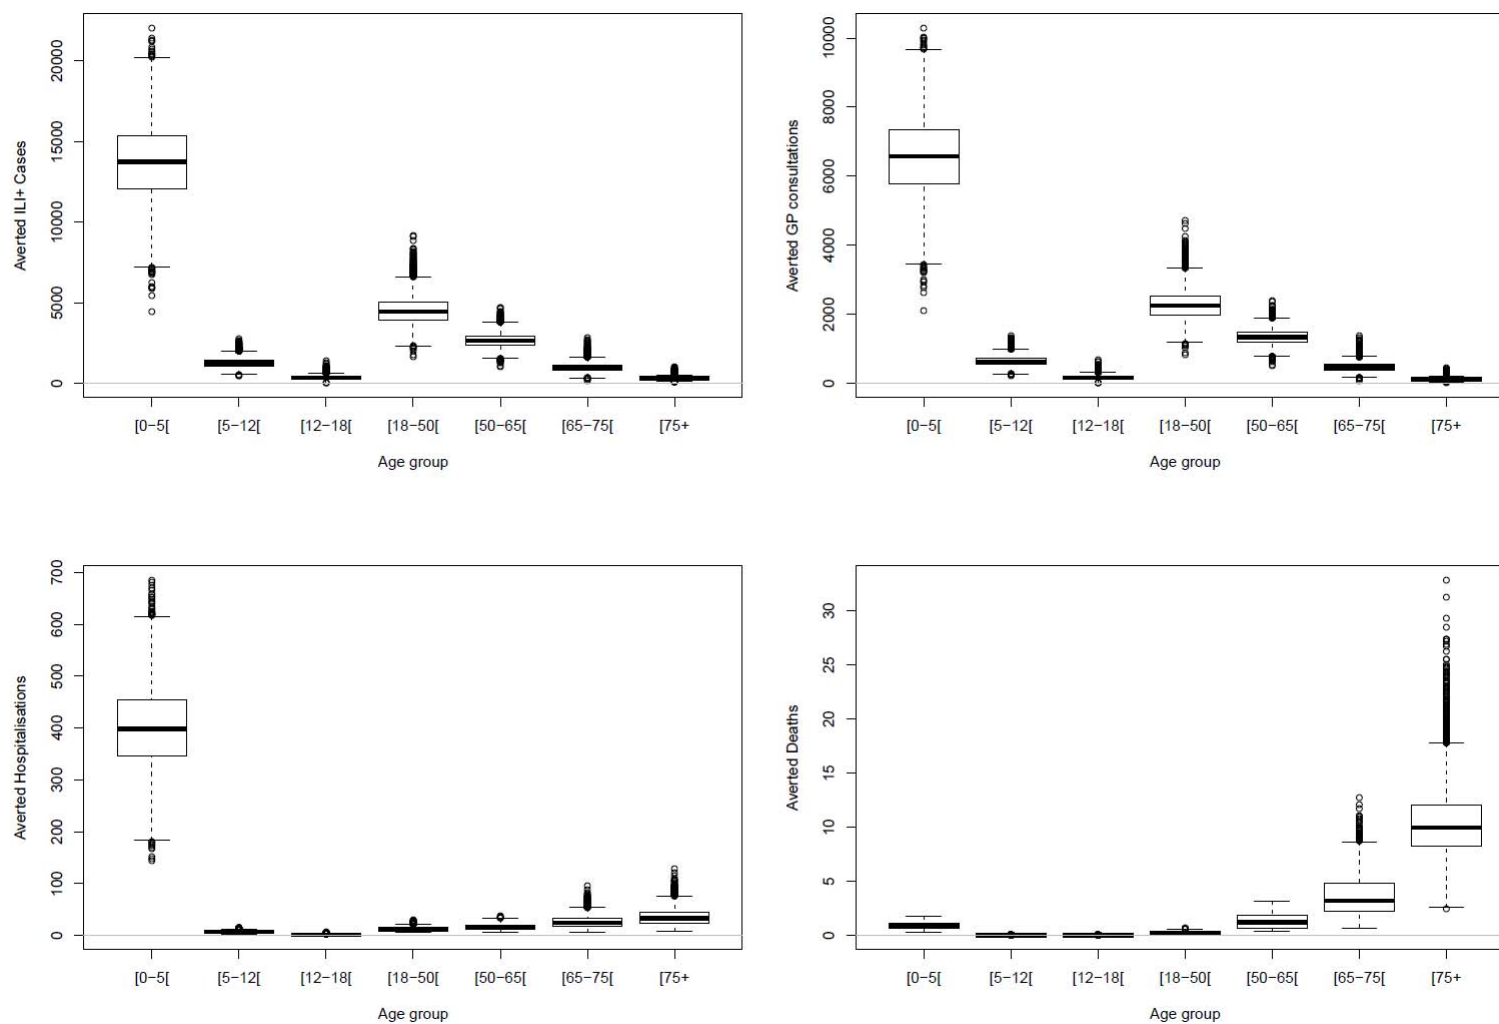 Averted ILI+ Cases
20000
15000
10000
5000
0
[0−5[ [5−12[ [12−18[ [18−50[ [50−65[ [65−75[ [75+
Age group
Averted GP consultations
10000
8000
6000
4000
2000
0
[0−5[ [5−12[ [12−18[ [18−50[ [50−65[ [65−75[ [75+
Age group
Averted Hospitalisations
700
600
500
400
300
200
100
0
[0−5[ [5−12[ [12−18[ [18−50[ [50−65[ [65−75[ [75+
Age group
Averted Deaths
30
25
20
15
10
5
0
[0−5[ [5−12[ [12−18[ [18−50[ [50−65[ [65−75[ [75+
Age group